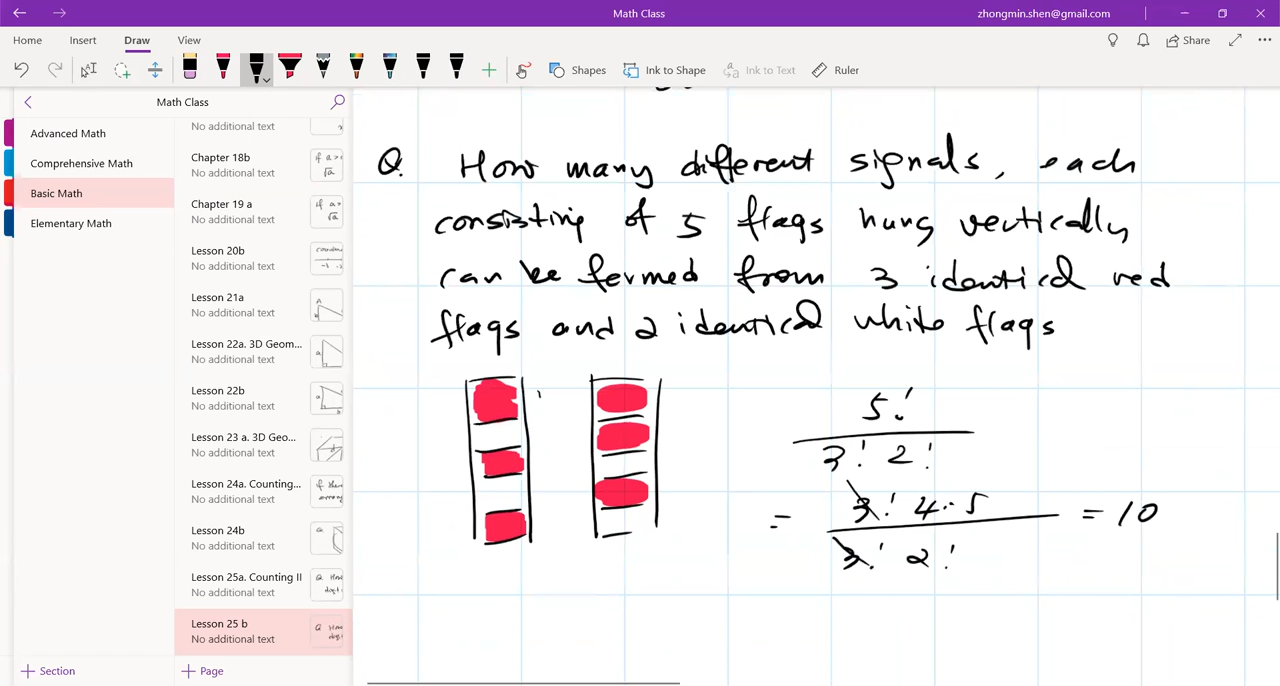 Math Class
zhongmin.shen@gmail.com
Home
Insert
Draw
View
Share
Shapes
Ink to Shape
Ink to Text
Ruler
Math Class
Advanced Math
Comprehensive Math
Basic Math
Elementary Math
No additional text
Chapter 18b
No additional text
Chapter 19 a
No additional text
Lesson 20b
No additional text
Lesson 21a
No additional text
Lesson 22a. 3D Geom...
No additional text
Lesson 22b
No additional text
Lesson 23 a. 3D Geo...
No additional text
Lesson 24a. Counting...
No additional text
Lesson 24b
No additional text
Lesson 25a. Counting II
No additional text
Lesson 25 b
No additional text
Section
Page
Q. How many different signals, each
consisting of 5 flags hung vertically
can be formed from 3 identical red
flags and 2 identical white flags
5!
3! 2!
= 3! 4·5 = 10
3! 2!